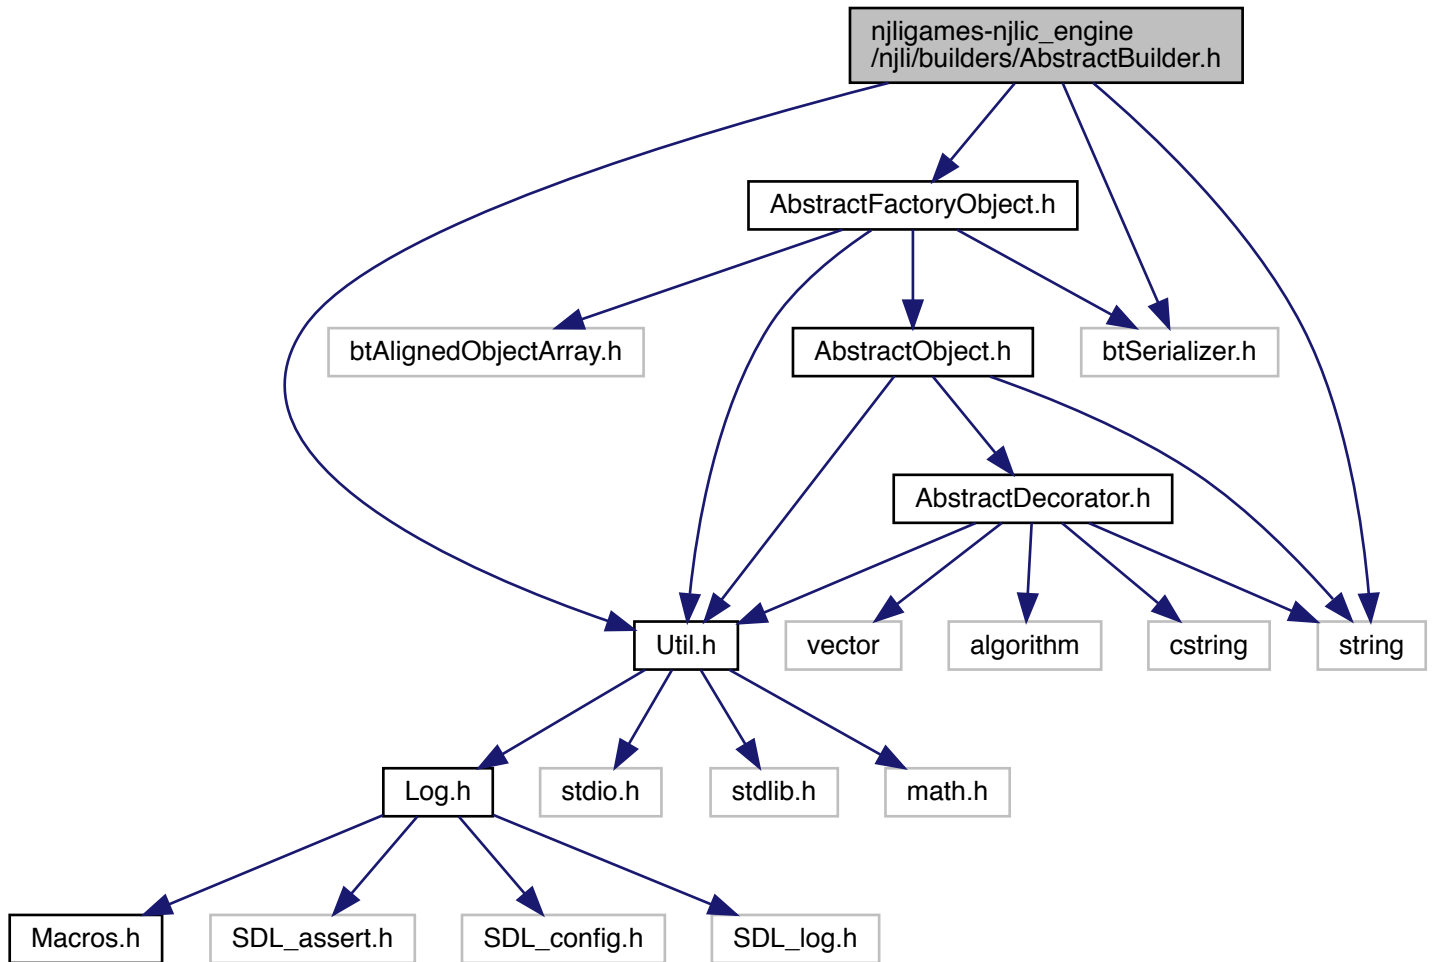 njligames-njlic_engine
/njli/builders/AbstractBuilder.h
AbstractFactoryObject.h
btAlignedObjectArray.h
AbstractObject.h
btSerializer.h
AbstractDecorator.h
Util.h
vector
algorithm
cstring
string
Log.h
stdio.h
stdlib.h
math.h
Macros.h
SDL_assert.h
SDL_config.h
SDL_log.h